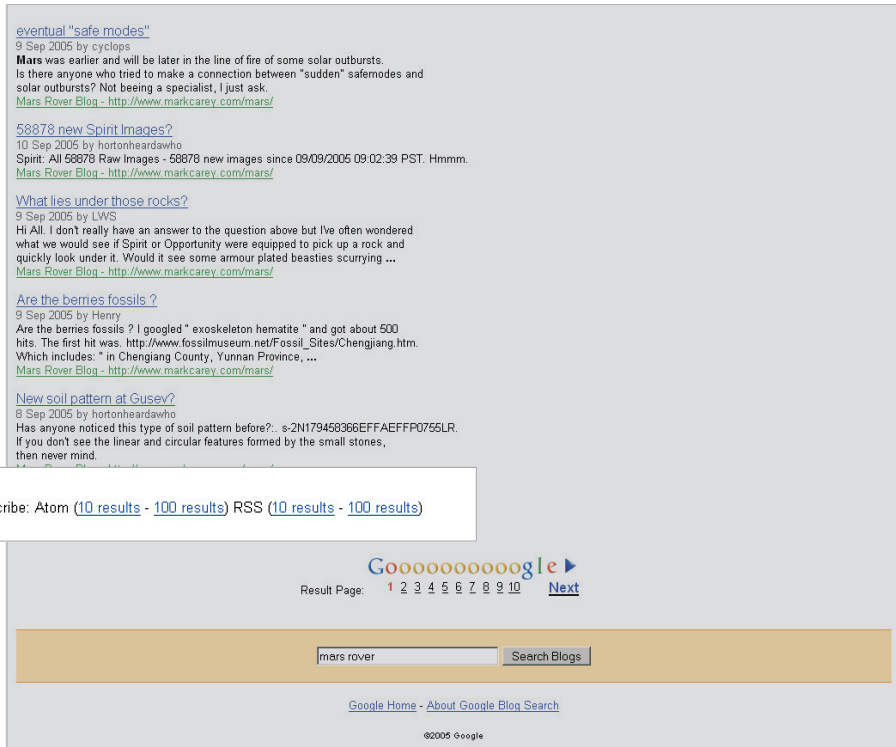 eventual "safe modes"
9 Sep 2005 by cyclops
Mars was earlier and will be later in the line of fire of some solar outbursts.
Is there anyone who tried to make a connection between "sudden" safemodes and
solar outbursts? Not beeing a specialist, I just ask.
Mars Rover Blog - http://www.markcarey.com/mars/
58878 new Spirit Images?
10 Sep 2005 by hortonheardawho
Spirit: All 58878 Raw Images - 58878 new images since 09/09/2005 09:02:39 PST. Hmmm.
Mars Rover Blog - http://www.markcarey.com/mars/
What lies under those rocks?
9 Sep 2005 by LWS
Hi All. I don't really have an answer to the question above but I've often wondered
what we would see if Spirit or Opportunity were equipped to pick up a rock and
quickly look under it. Would it see some armour plated beasties scurrying ...
Mars Rover Blog - http://www.markcarey.com/mars/
Are the berries fossils ?
9 Sep 2005 by Henry
Are the berries fossils ? I googled " exoskeleton hematite " and got about 500
hits. The first hit was. http://www.fossilmuseum.net/Fossil_Sites/Chengjiang.htm.
Which includes: " in Chengiang County, Yunnan Province, ...
Mars Rover Blog - http://www.markcarey.com/mars/
New soil pattern at Gusev?
8 Sep 2005 by hortonheardawho
Has anyone noticed this type of soil pattern before?:. s-2N179458366EFFAEFFP0755LR.
If you don't see the linear and circular features formed by the small stones,
then never mind.
cribe: Atom (10 results - 100 results) RSS (10 results - 100 results)
Goooooooooogle
Result Page: 1 2 3 4 5 6 7 8 9 10 Next
mars rover Search Blogs
Google Home - About Google Blog Search
©2005 Google